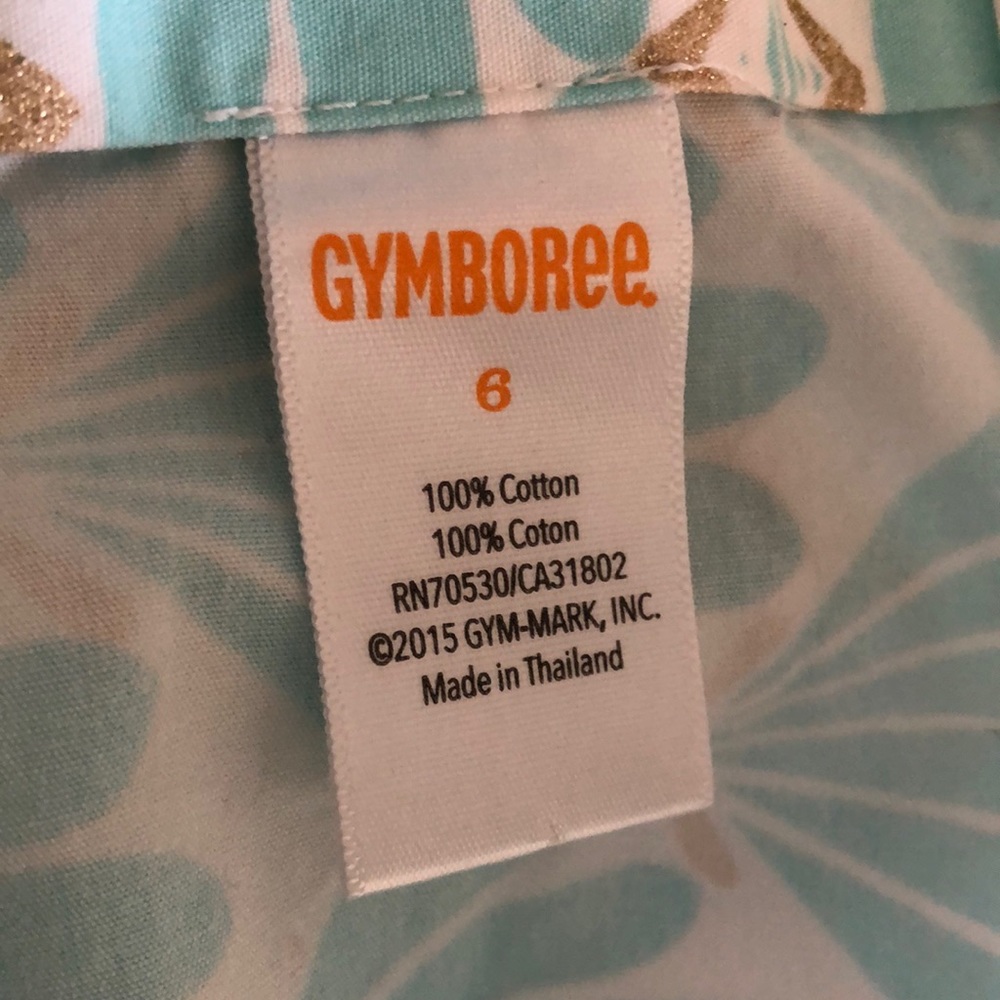 GYMBORee.
6
100% Cotton
100% Coton
RN70530/CA31802
©2015 GYM-MARK, INC.
Made in Thailand